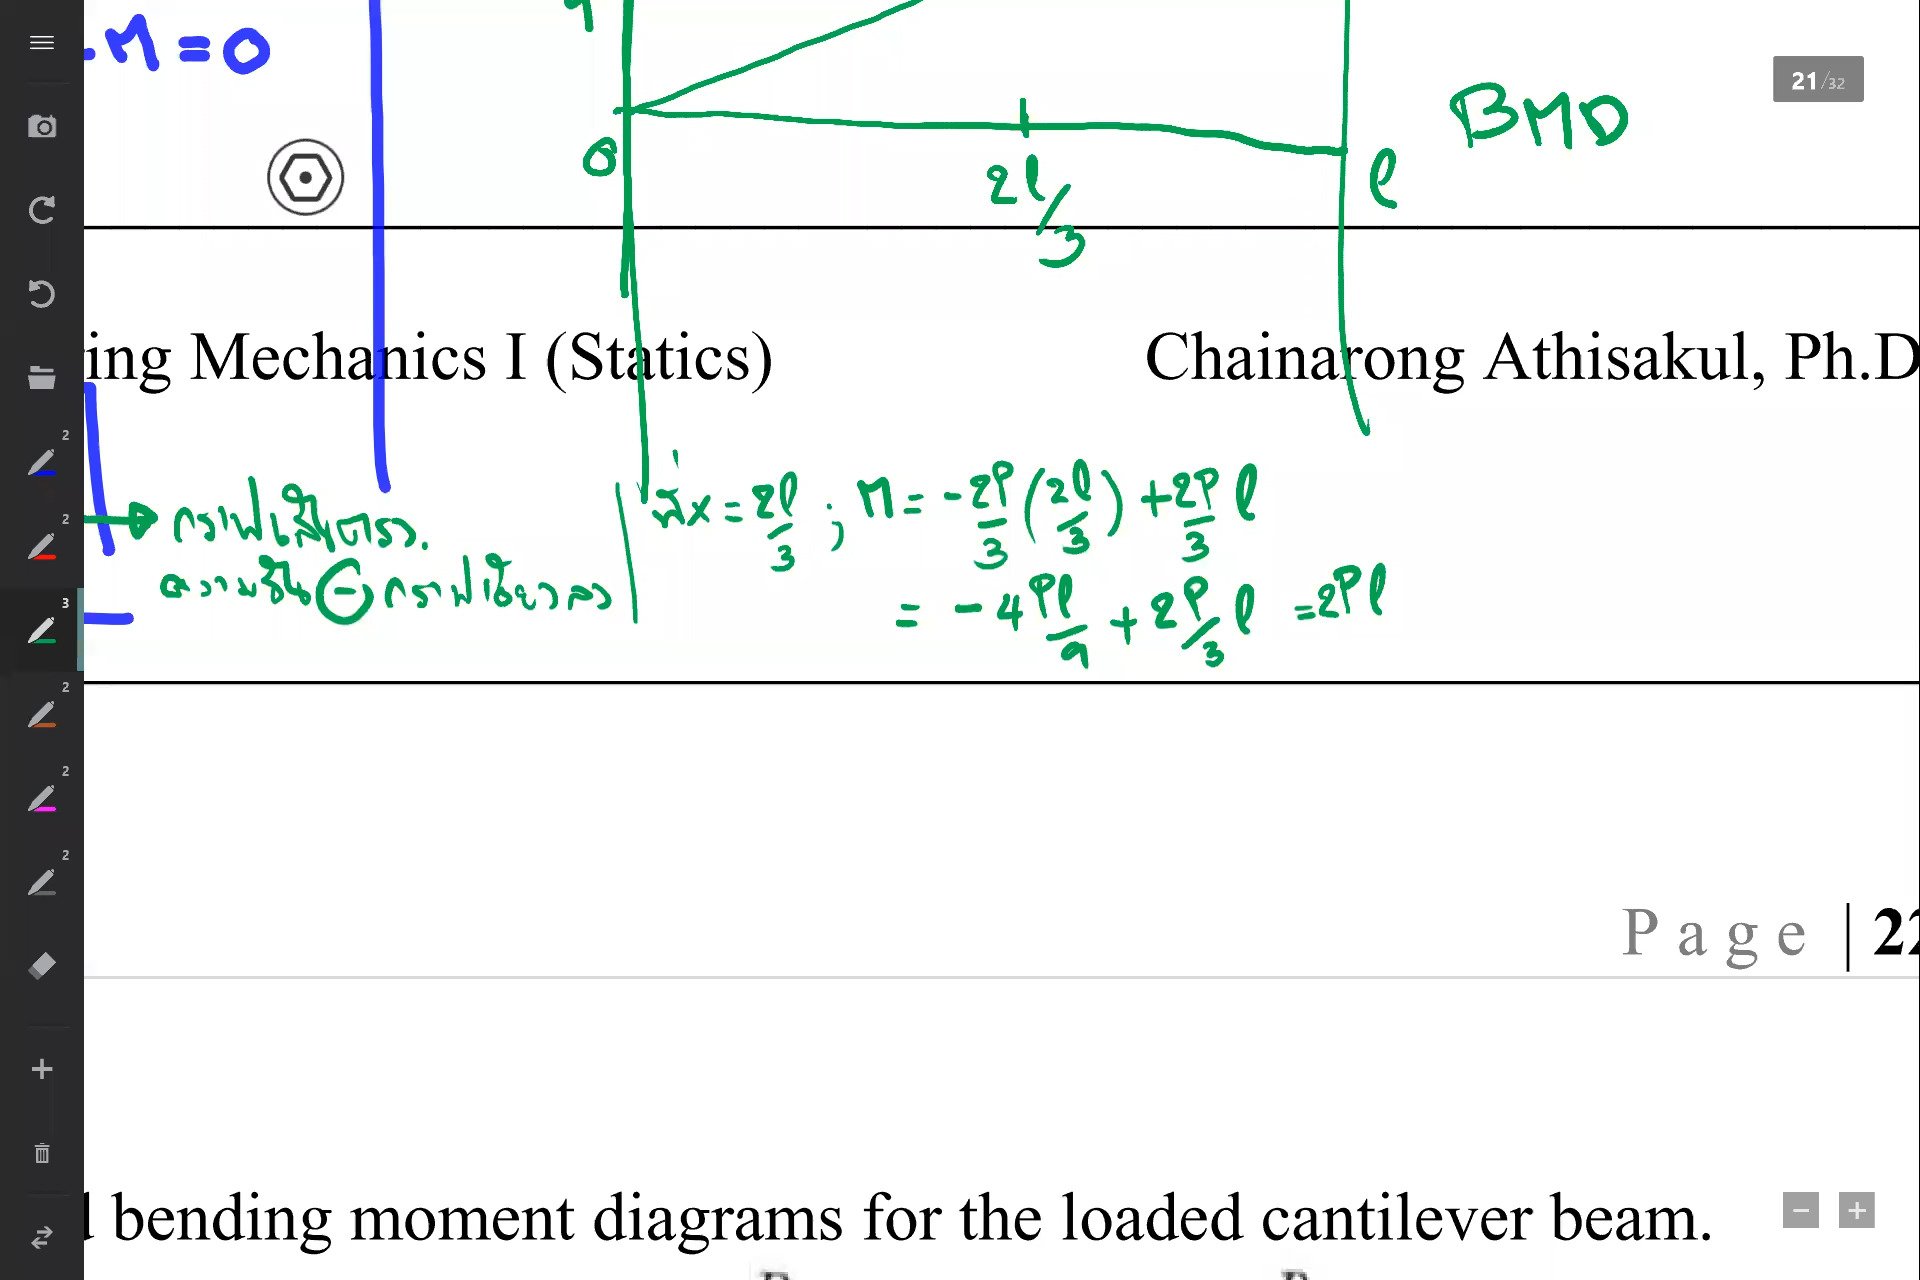 M = 0
21/32
BMD
0
2l/3
l
ing Mechanics I (Statics)
Chainarong Athisakul, Ph.D
ที่ x = 2l/3 ; M = -2P/3 (2l/3) + 2P/3 l
กราฟเส้นตรง.
ความชัน ⊖ กราฟเฉียงลง
= -4Pl/9 + 2P/3 l = 2Pl
Page | 22
d bending moment diagrams for the loaded cantilever beam.